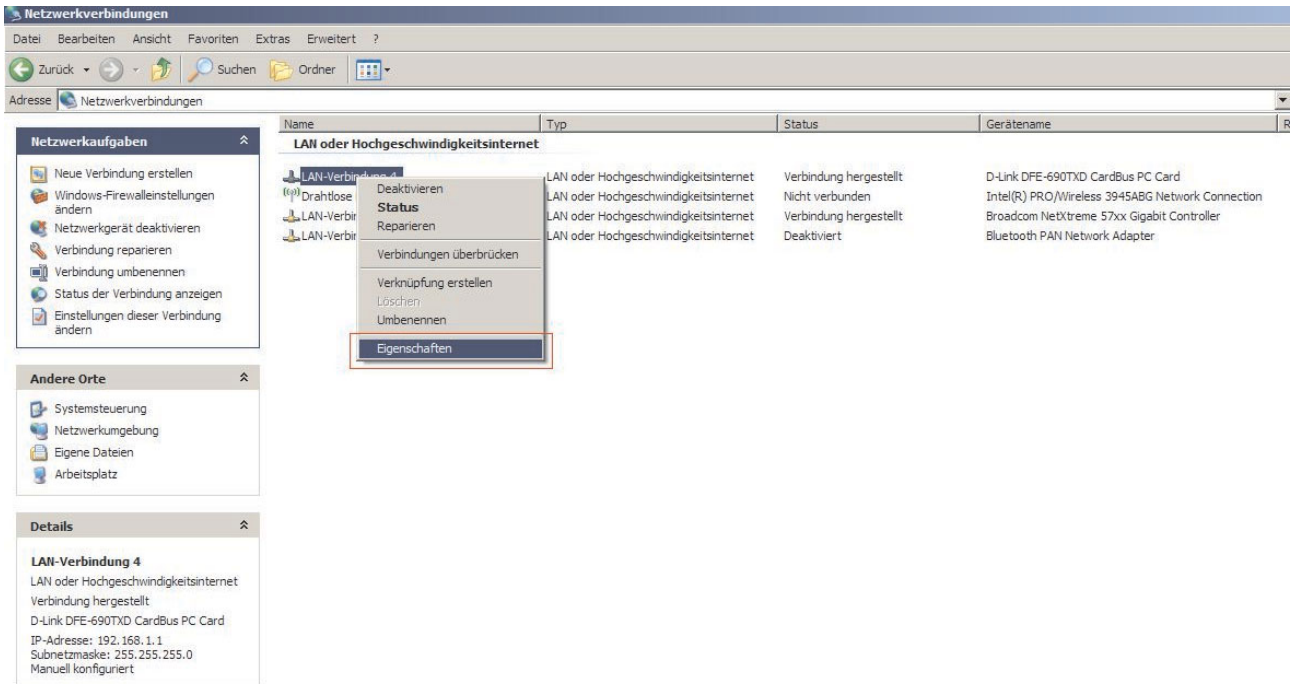 Netzwerkverbindungen
Datei Bearbeiten Ansicht Favoriten Extras Erweitert ?
Zurück Suchen Ordner
Adresse Netzwerkverbindungen
Netzwerkaufgaben
Neue Verbindung erstellen
Windows-Firewalleinstellungen
ändern
Netzwerkgerät deaktivieren
Verbindung reparieren
Verbindung umbenennen
Status der Verbindung anzeigen
Einstellungen dieser Verbindung
ändern
Andere Orte
Systemsteuerung
Netzwerkumgebung
Eigene Dateien
Arbeitsplatz
Details
LAN-Verbindung 4
LAN oder Hochgeschwindigkeitsinternet
Verbindung hergestellt
D-Link DFE-690TXD CardBus PC Card
IP-Adresse: 192.168.1.1
Subnetzmaske: 255.255.255.0
Manuell konfiguriert
Name Typ Status Gerätename R
LAN oder Hochgeschwindigkeitsinternet
LAN-Verbindung 4 LAN oder Hochgeschwindigkeitsinternet Verbindung hergestellt D-Link DFE-690TXD CardBus PC Card
Drahtlose LAN oder Hochgeschwindigkeitsinternet Nicht verbunden Intel(R) PRO/Wireless 3945ABG Network Connection
LAN-Verbir LAN oder Hochgeschwindigkeitsinternet Verbindung hergestellt Broadcom NetXtreme 57xx Gigabit Controller
LAN-Verbir LAN oder Hochgeschwindigkeitsinternet Deaktiviert Bluetooth PAN Network Adapter
Deaktivieren
Status
Reparieren
Verbindungen überbrücken
Verknüpfung erstellen
Löschen
Umbenennen
Eigenschaften